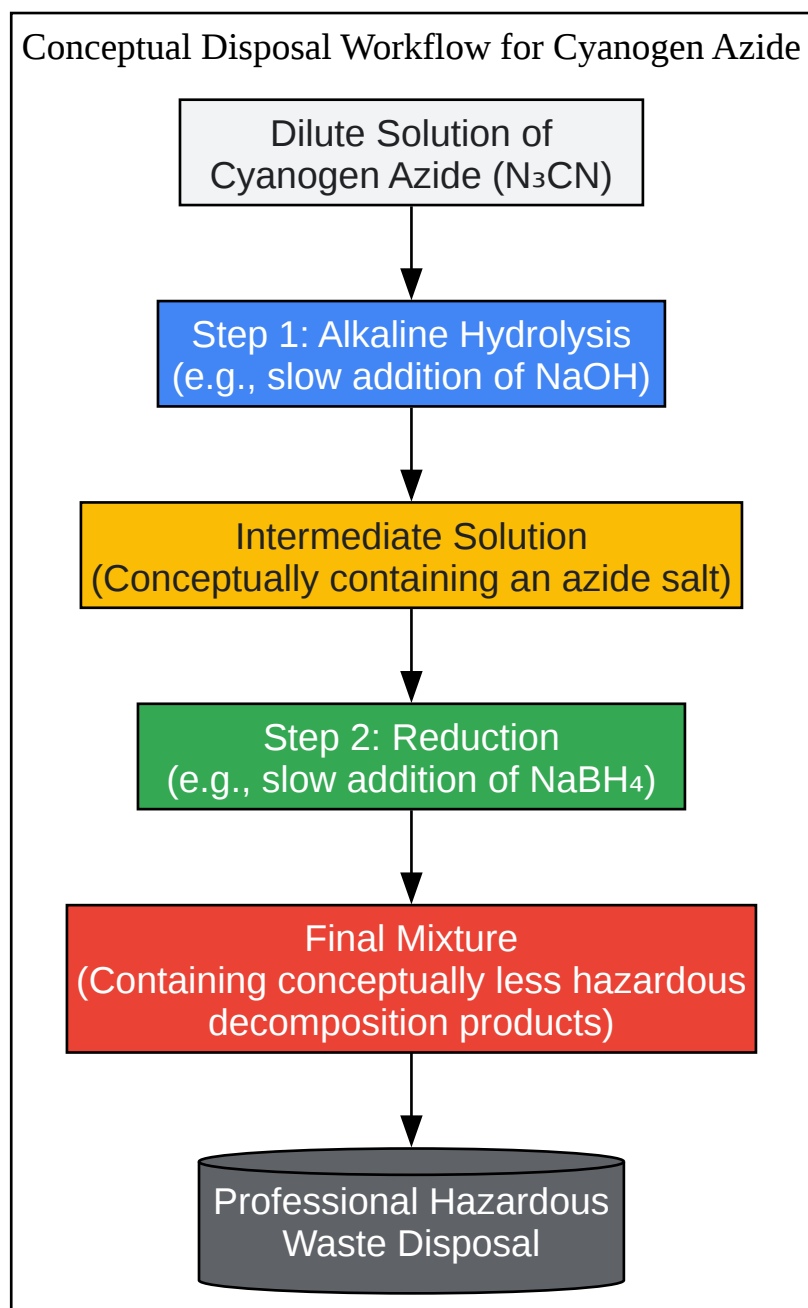 Conceptual Disposal Workflow for Cyanogen Azide
Dilute Solution of
Cyanogen Azide (N₃CN)
Step 1: Alkaline Hydrolysis
(e.g., slow addition of NaOH)
Intermediate Solution
(Conceptually containing an azide salt)
Step 2: Reduction
(e.g., slow addition of NaBH₄)
Final Mixture
(Containing conceptually less hazardous
decomposition products)
Professional Hazardous
Waste Disposal